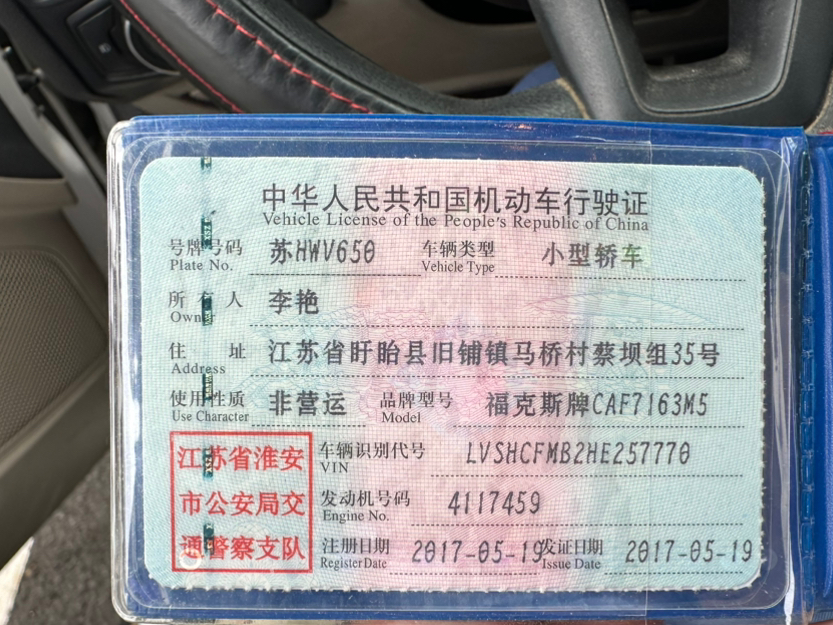 中华人民共和国机动车行驶证
Vehicle License of the People's Republic of China
号牌号码 苏HWV650 车辆类型 小型轿车
Plate No. Vehicle Type
所有人 李艳
Owner
住址 江苏省盱眙县旧铺镇马桥村蔡坝组35号
Address
使用性质 非营运 品牌型号 福克斯牌CAF7163M5
Use Character Model
江苏省淮安
市公安局交
通警察支队
车辆识别代号 LVSHCFMB2HE257770
VIN
发动机号码 4117459
Engine No.
注册日期 2017-05-19 发证日期 2017-05-19
Register Date Issue Date